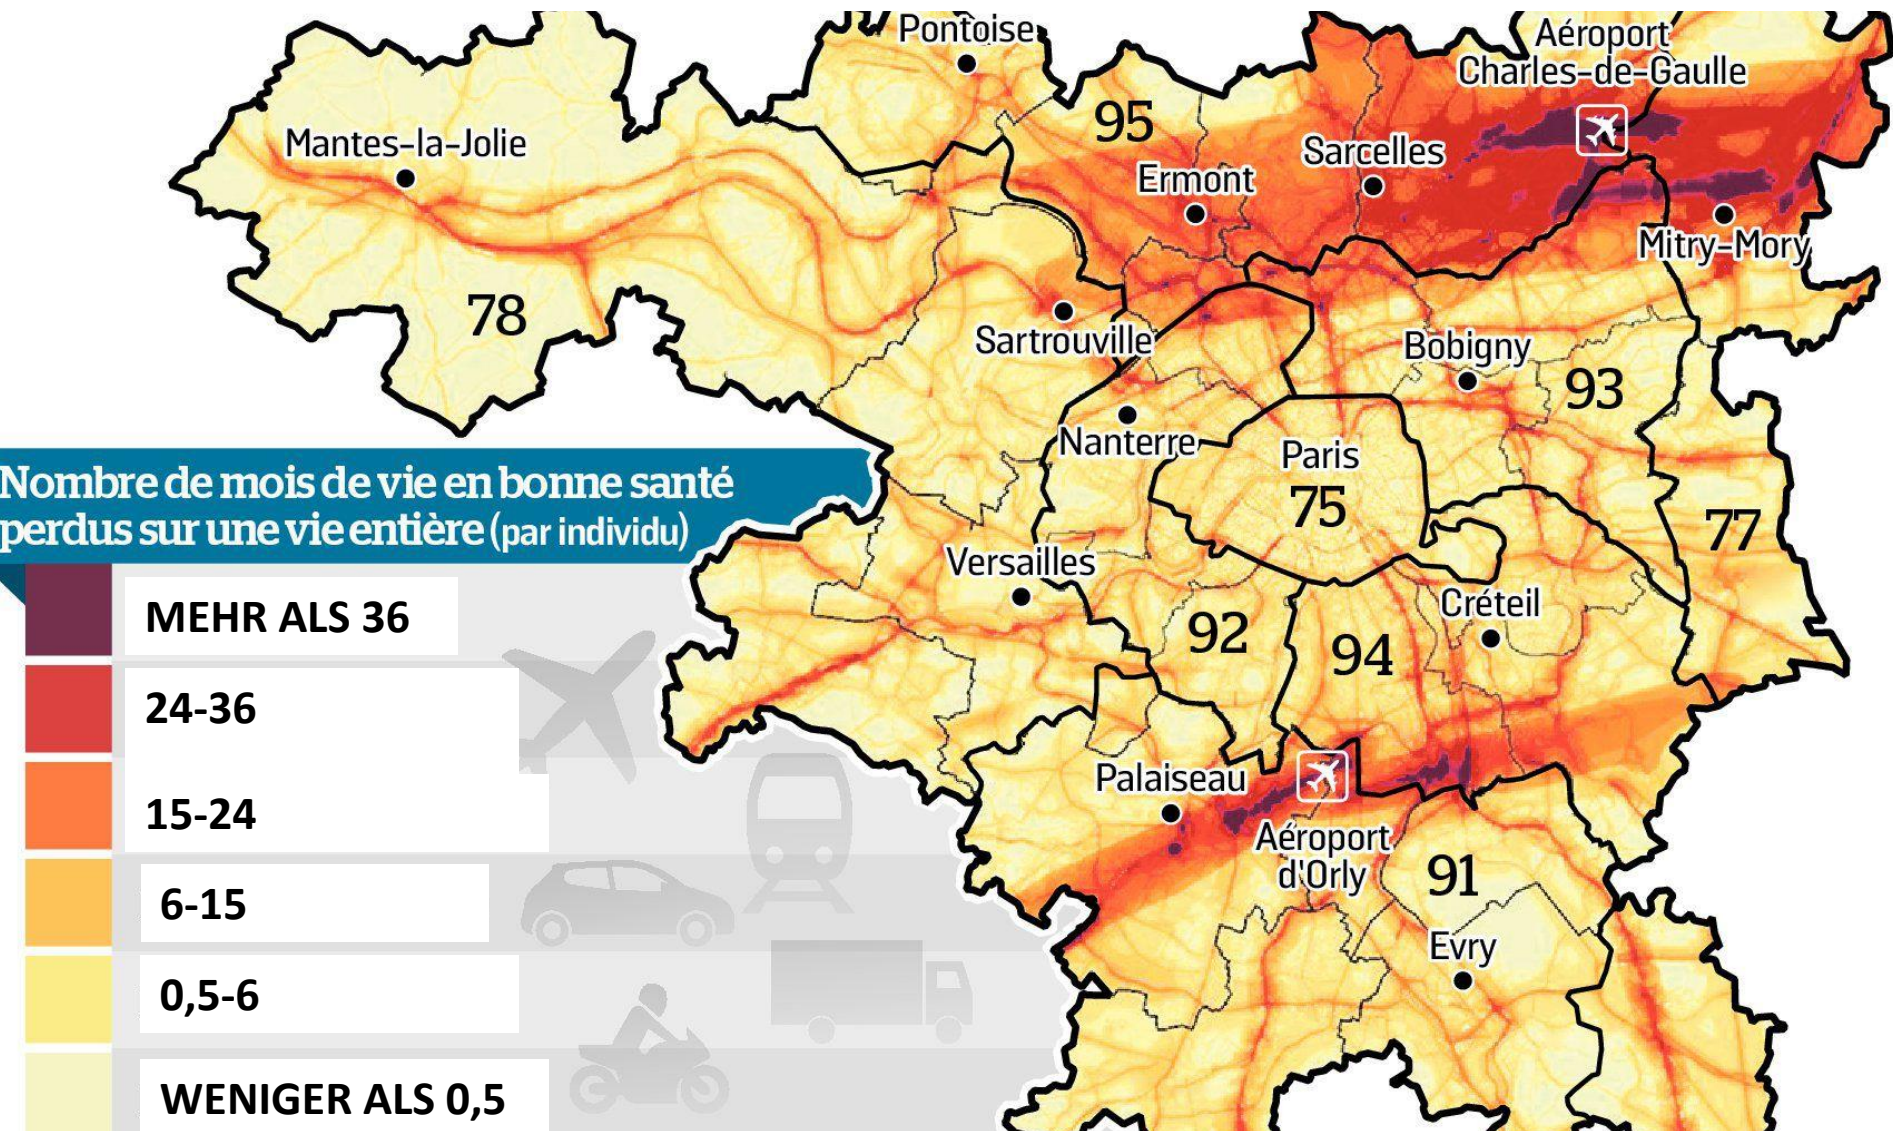 Pontoise
Aéroport
Charles-de-Gaulle
95
Mantes-la-Jolie
Sarcelles
Ermont
Mitry-Mory
78
Sartrouville
Bobigny
93
Nanterre
Paris
75
77
Nombre de mois de vie en bonne santé
perdus sur une vie entière (par individu)
Versailles
Créteil
92
94
MEHR ALS 36
24-36
15-24
6-15
0,5-6
WENIGER ALS 0,5
Palaiseau
Aéroport
d'Orly
91
Evry